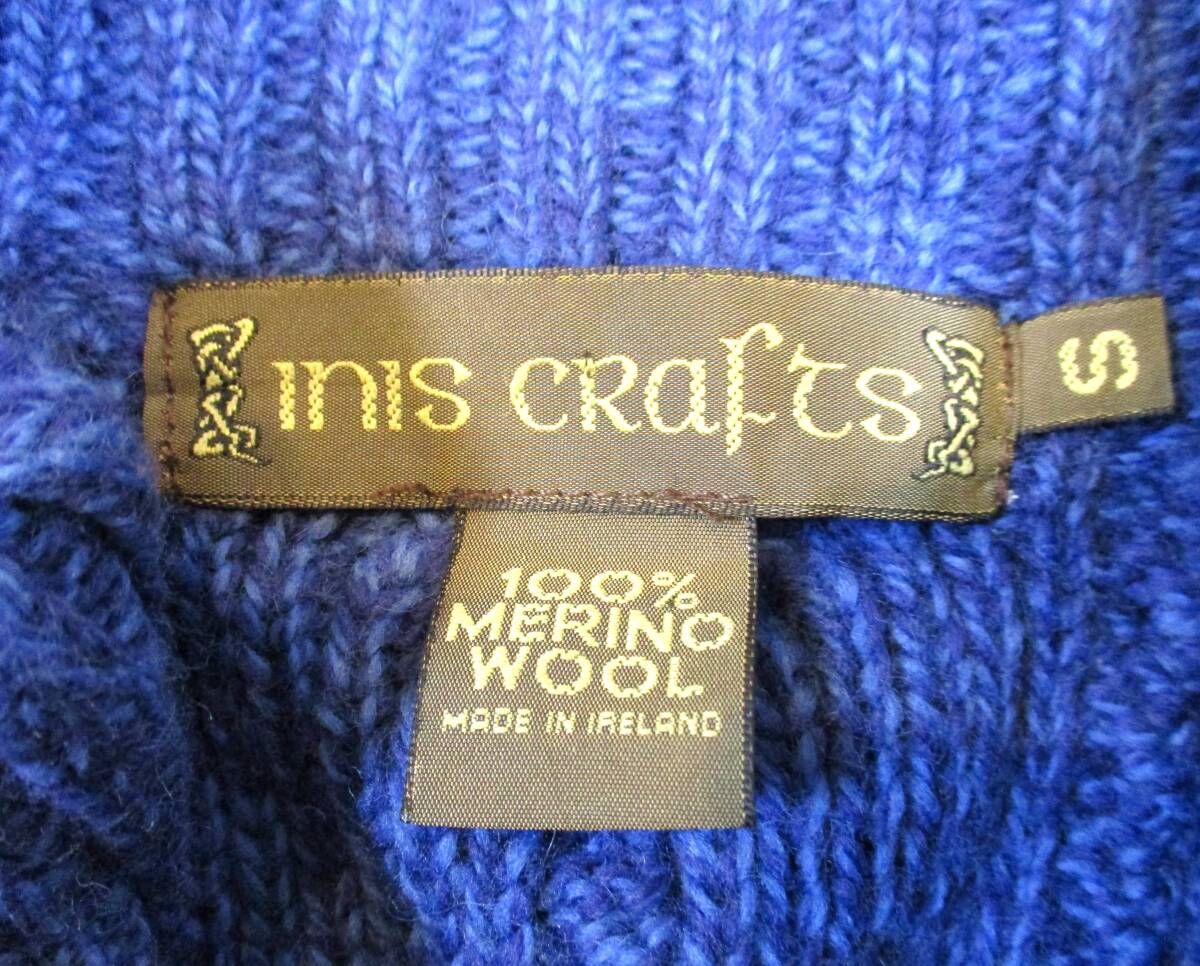 INIS CRAFTS
S
100%
MERINO
WOOL
MADE IN IRELAND